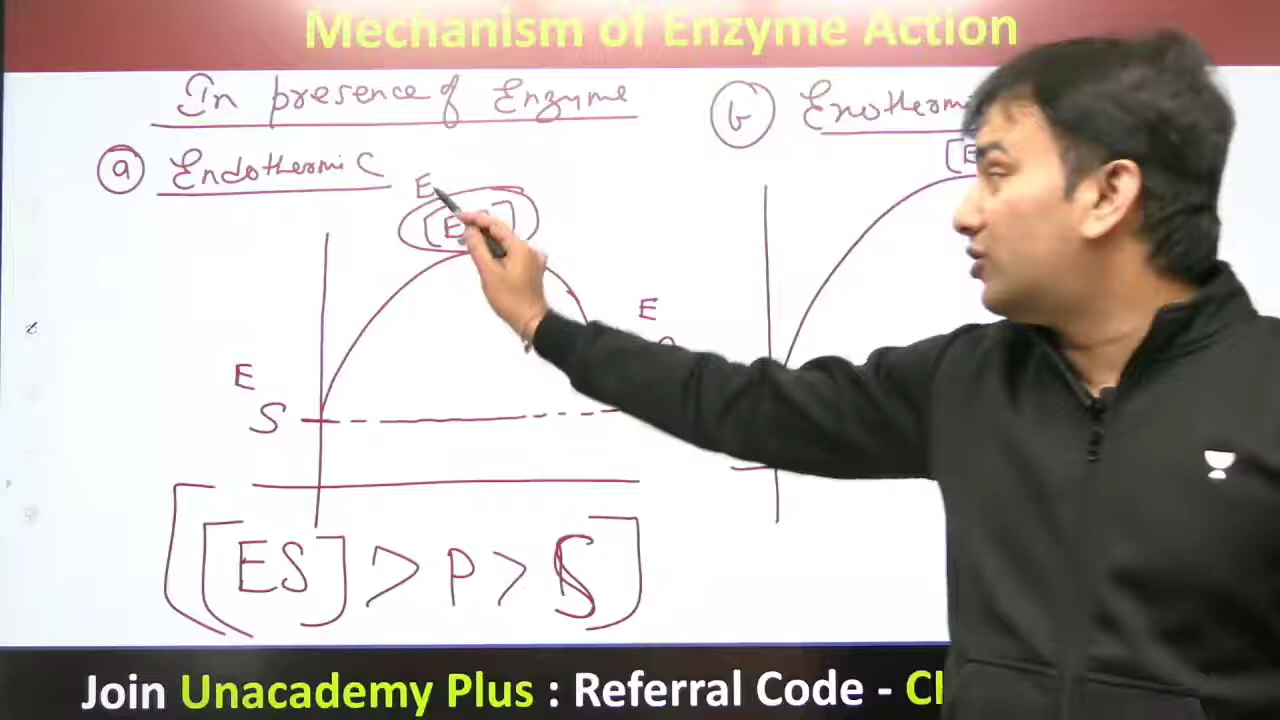 Mechanism of Enzyme Action
In presence of Enzyme
a Endothermic
b
E
E
E
S
[[ES] > P > S]
Join Unacademy Plus : Referral Code -